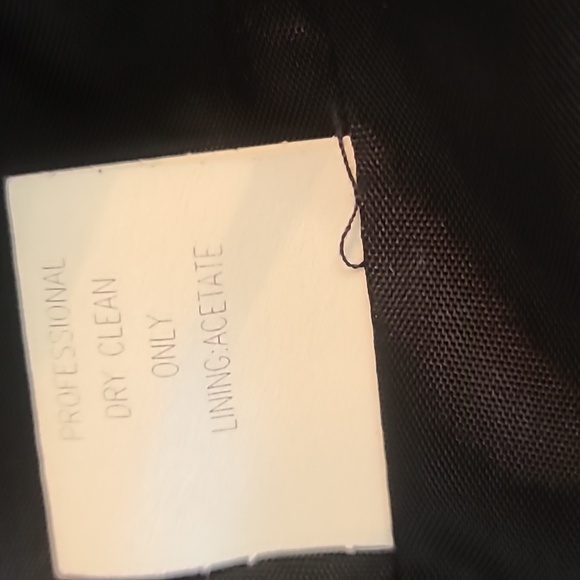 PROFESSIONAL
DRY CLEAN
ONLY
LINING:ACETATE